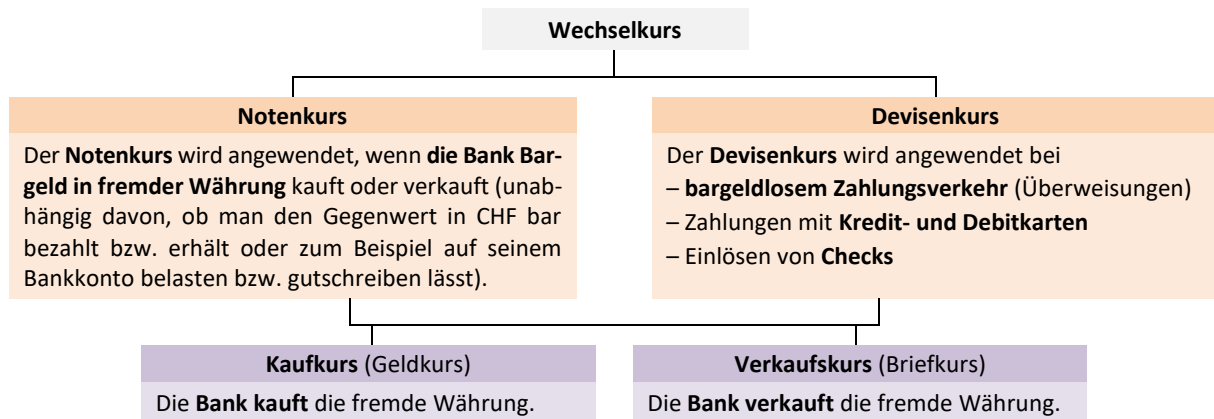 Wechselkurs
Notenkurs
Der Notenkurs wird angewendet, wenn die Bank Bar-
geld in fremder Währung kauft oder verkauft (unab-
hängig davon, ob man den Gegenwert in CHF bar
bezahlt bzw. erhält oder zum Beispiel auf seinem
Bankkonto belasten bzw. gutschreiben lässt).
Devisenkurs
Der Devisenkurs wird angewendet bei
– bargeldlosem Zahlungsverkehr (Überweisungen)
– Zahlungen mit Kredit- und Debitkarten
– Einlösen von Checks
Kaufkurs (Geldkurs)
Die Bank kauft die fremde Währung.
Verkaufskurs (Briefkurs)
Die Bank verkauft die fremde Währung.